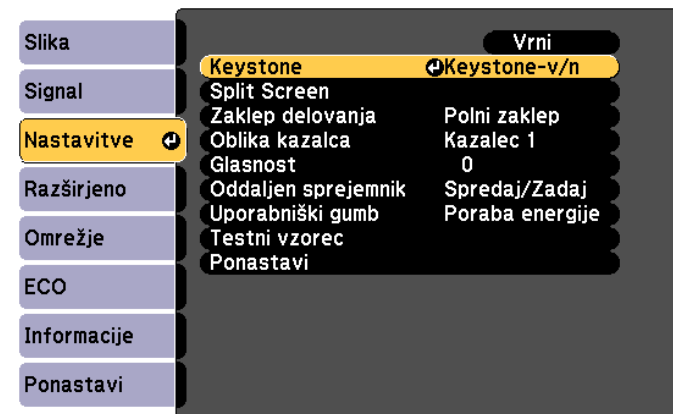 Slika
Signal
Nastavitve
Razširjeno
Omrežje
ECO
Informacije
Ponastavi
Vrni
Keystone Keystone-v/n
Split Screen
Zaklep delovanja Polni zaklep
Oblika kazalca Kazalec 1
Glasnost 0
Oddaljen sprejemnik Spredaj/Zadaj
Uporabniški gumb Poraba energije
Testni vzorec
Ponastavi